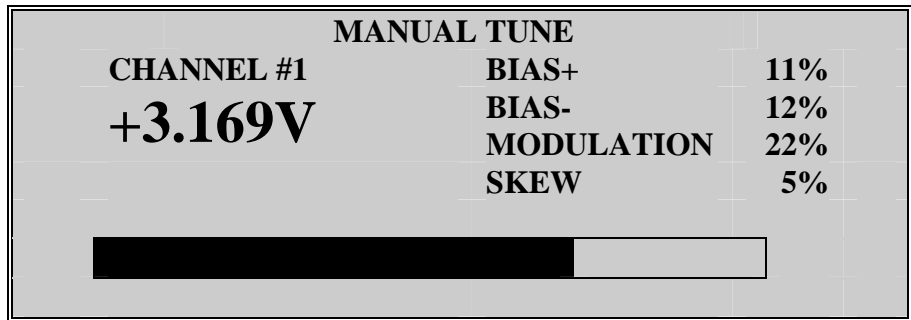 MANUAL TUNE
CHANNEL #1
+3.169V
BIAS+ 11%
BIAS- 12%
MODULATION 22%
SKEW 5%